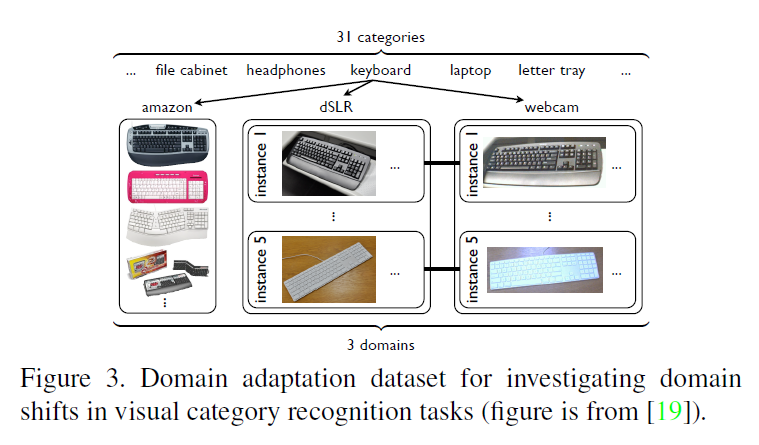 31 categories
... file cabinet headphones keyboard laptop letter tray ...
amazon dSLR webcam
instance 1 ... instance 1 ...
instance 5 ... instance 5 ...
3 domains
Figure 3. Domain adaptation dataset for investigating domain
shifts in visual category recognition tasks (figure is from [19]).